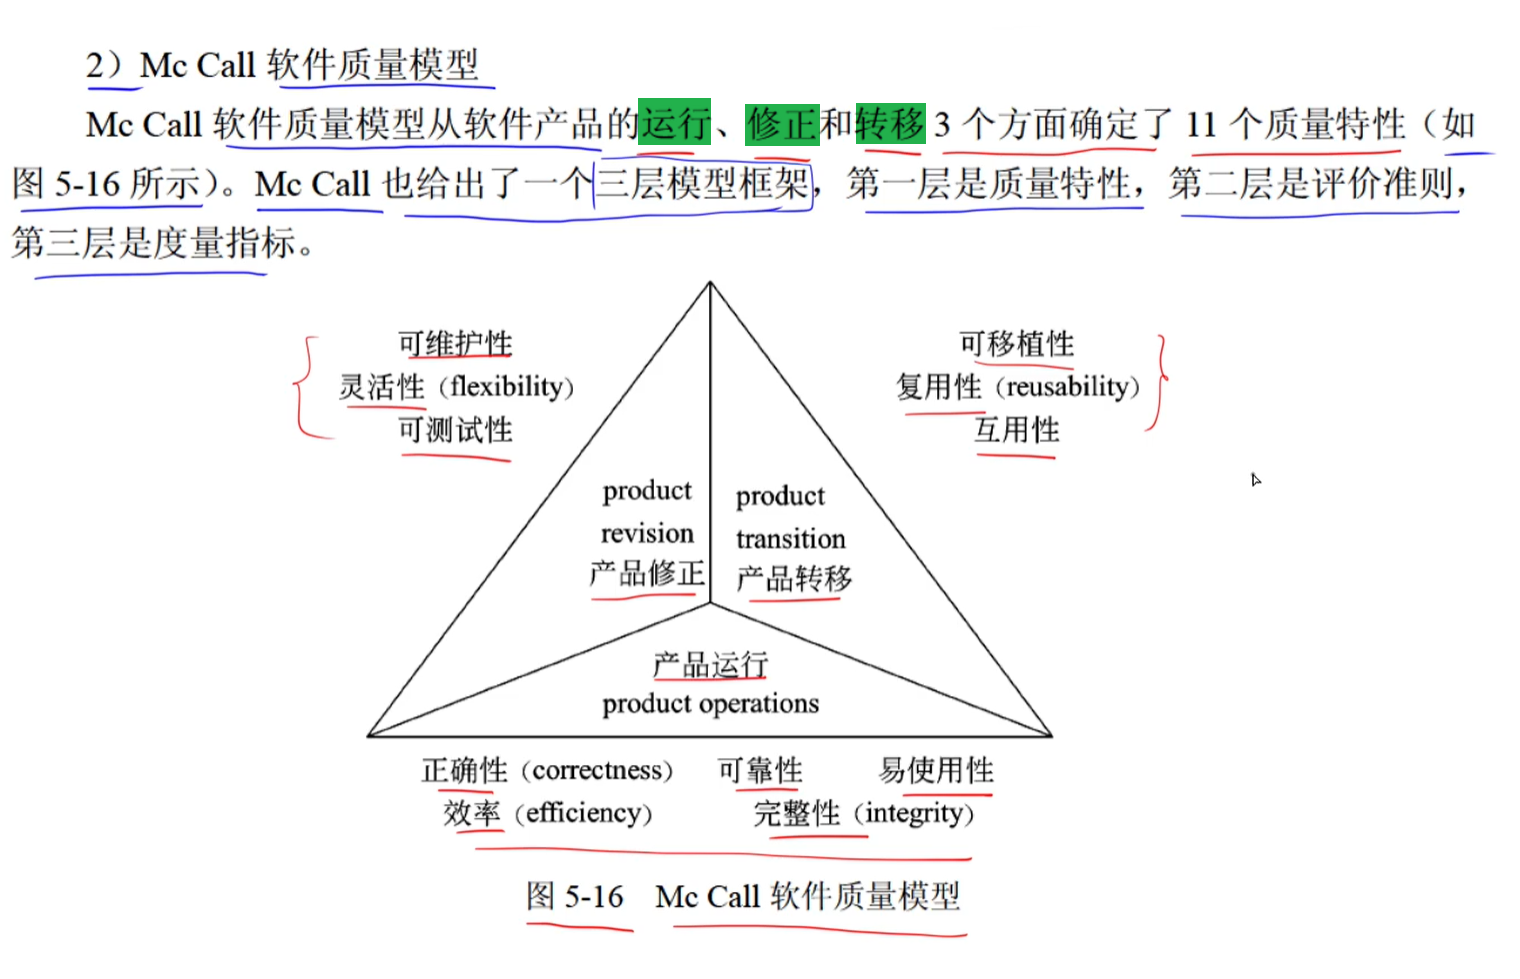 2）Mc Call 软件质量模型
Mc Call 软件质量模型从软件产品的运行、修正和转移 3 个方面确定了 11 个质量特性（如
图 5-16 所示）。Mc Call 也给出了一个三层模型框架，第一层是质量特性，第二层是评价准则，
第三层是度量指标。
可维护性
灵活性（flexibility）
可测试性
可移植性
复用性（reusability）
互用性
product
revision
产品修正
product
transition
产品转移
产品运行
product operations
正确性（correctness） 可靠性 易使用性
效率（efficiency） 完整性（integrity）
图 5-16 Mc Call 软件质量模型